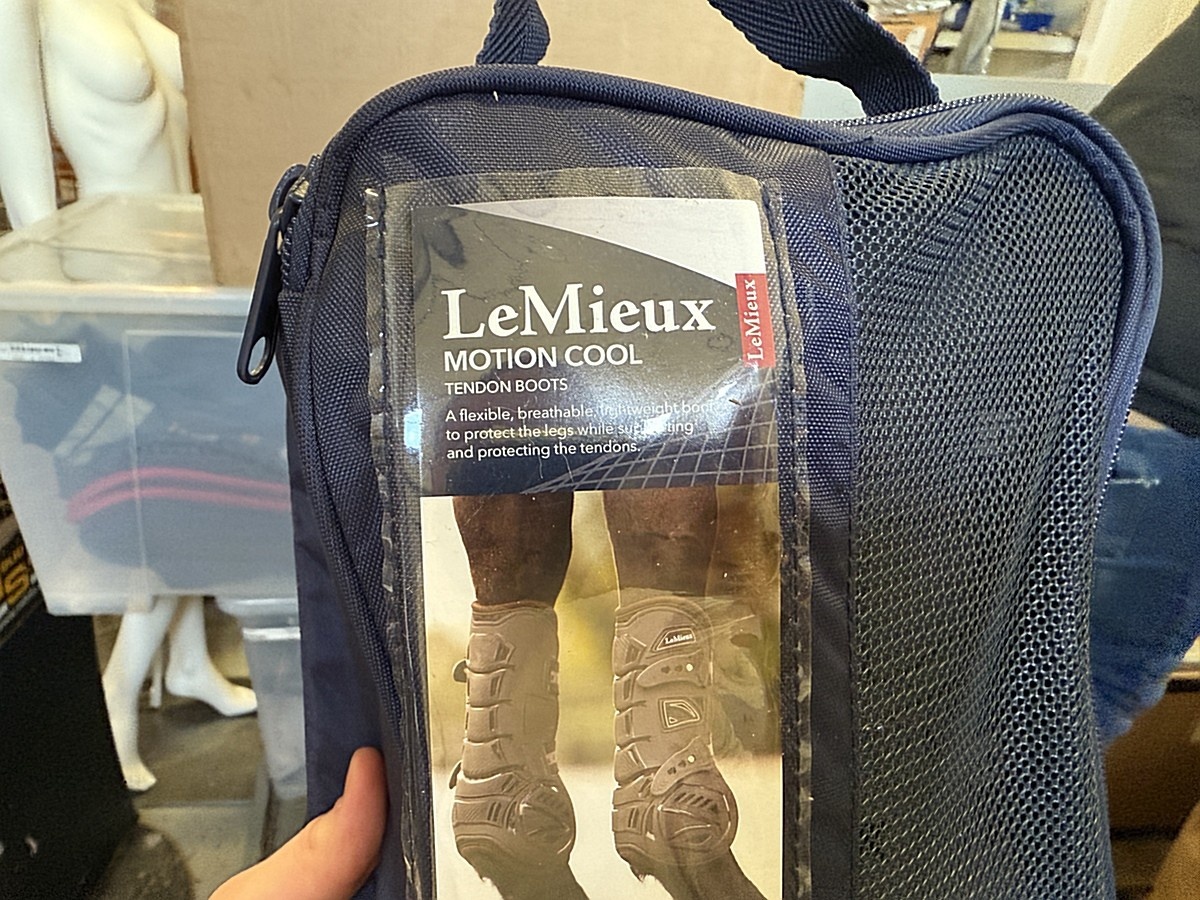 LeMieux
LeMieux
MOTION COOL
TENDON BOOTS
A flexible, breathable, lightweight boot
to protect the legs while supporting
and protecting the tendons.
LeMieux